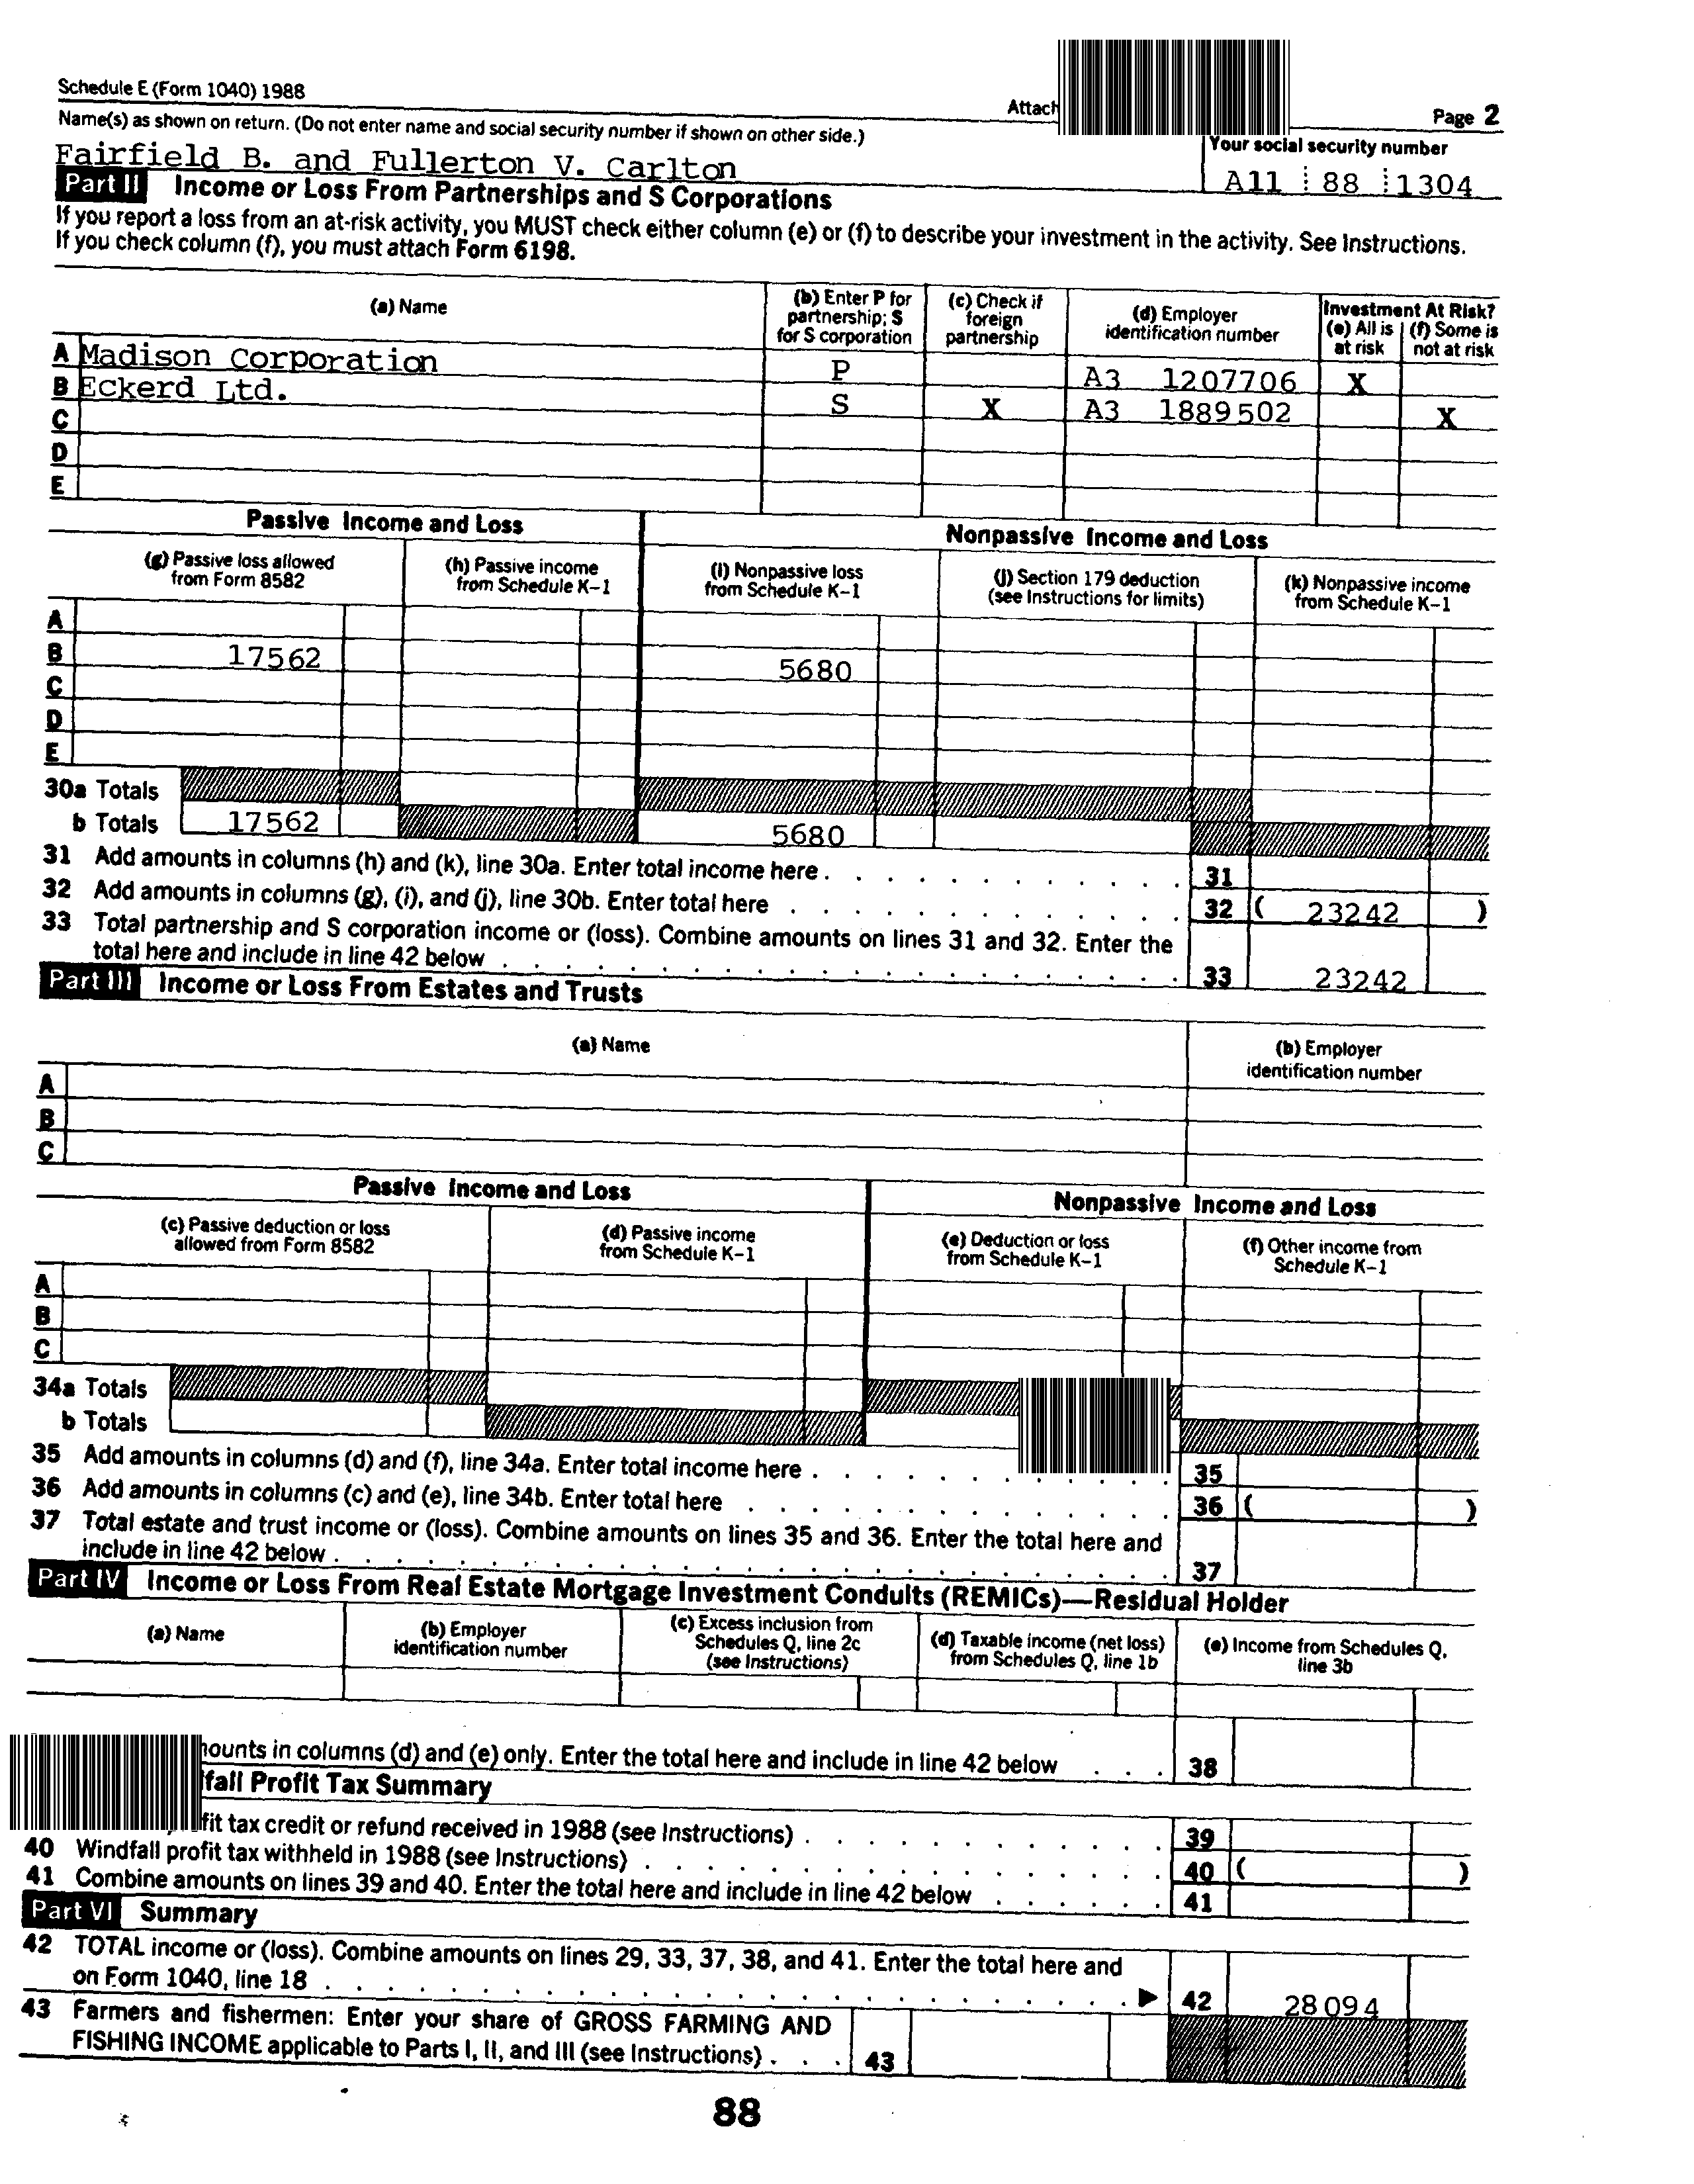 Schedule E (Form 1040) 1988
Attach
Page 2
Name(s) as shown on return. (Do not enter name and social security number if shown on other side.)
Your social security number
Fairfield B. and Fullerton V. Carlton
A11 88 1304
Part II Income or Loss From Partnerships and S Corporations
If you report a loss from an at-risk activity, you MUST check either column (e) or (f) to describe your investment in the activity. See Instructions.
If you check column (f), you must attach Form 6198.
(a) Name
(b) Enter P for partnership; S for S corporation
(c) Check if foreign partnership
(d) Employer identification number
Investment At Risk?
(e) All is at risk
(f) Some is not at risk
A Madison Corporation P A3 1207706 X
B Eckerd Ltd. S X A3 1889502 X
C
D
E
Passive Income and Loss
Nonpassive Income and Loss
(g) Passive loss allowed from Form 8582
(h) Passive income from Schedule K-1
(i) Nonpassive loss from Schedule K-1
(j) Section 179 deduction (see Instructions for limits)
(k) Nonpassive income from Schedule K-1
A
B 17562 5680
C
D
E
30a Totals
b Totals 17562 5680
31 Add amounts in columns (h) and (k), line 30a. Enter total income here . . . . . . . . . . . . 31
32 Add amounts in columns (g), (i), and (j), line 30b. Enter total here . . . . . . . . . . . . . 32 ( 23242 )
33 Total partnership and S corporation income or (loss). Combine amounts on lines 31 and 32. Enter the
total here and include in line 42 below . . . . . . . . . . . . . . . . . . . . . . 33 23242
Part III Income or Loss From Estates and Trusts
(a) Name
(b) Employer identification number
A
B
C
Passive Income and Loss
Nonpassive Income and Loss
(c) Passive deduction or loss allowed from Form 8582
(d) Passive income from Schedule K-1
(e) Deduction or loss from Schedule K-1
(f) Other income from Schedule K-1
A
B
C
34a Totals
b Totals
35 Add amounts in columns (d) and (f), line 34a. Enter total income here . . . . . . . . . . . . 35
36 Add amounts in columns (c) and (e), line 34b. Enter total here . . . . . . . . . . . . . . 36 ( )
37 Total estate and trust income or (loss). Combine amounts on lines 35 and 36. Enter the total here and
include in line 42 below . . . . . . . . . . . . . . . . . . . . . . . . . . . 37
Part IV Income or Loss From Real Estate Mortgage Investment Conduits (REMICs)—Residual Holder
(a) Name
(b) Employer identification number
(c) Excess inclusion from Schedules Q, line 2c (see Instructions)
(d) Taxable income (net loss) from Schedules Q, line 1b
(e) Income from Schedules Q, line 3b
ounts in columns (d) and (e) only. Enter the total here and include in line 42 below . . . 38
fall Profit Tax Summary
fit tax credit or refund received in 1988 (see Instructions) . . . . . . . . . . . . 39
40 Windfall profit tax withheld in 1988 (see Instructions) . . . . . . . . . . . . . . . . . 40 ( )
41 Combine amounts on lines 39 and 40. Enter the total here and include in line 42 below . . . . . . 41
Part VI Summary
42 TOTAL income or (loss). Combine amounts on lines 29, 33, 37, 38, and 41. Enter the total here and
on Form 1040, line 18 . . . . . . . . . . . . . . . . . . . . . . . . . ▶ 42 28094
43 Farmers and fishermen: Enter your share of GROSS FARMING AND
FISHING INCOME applicable to Parts I, II, and III (see Instructions) . . . 43
88